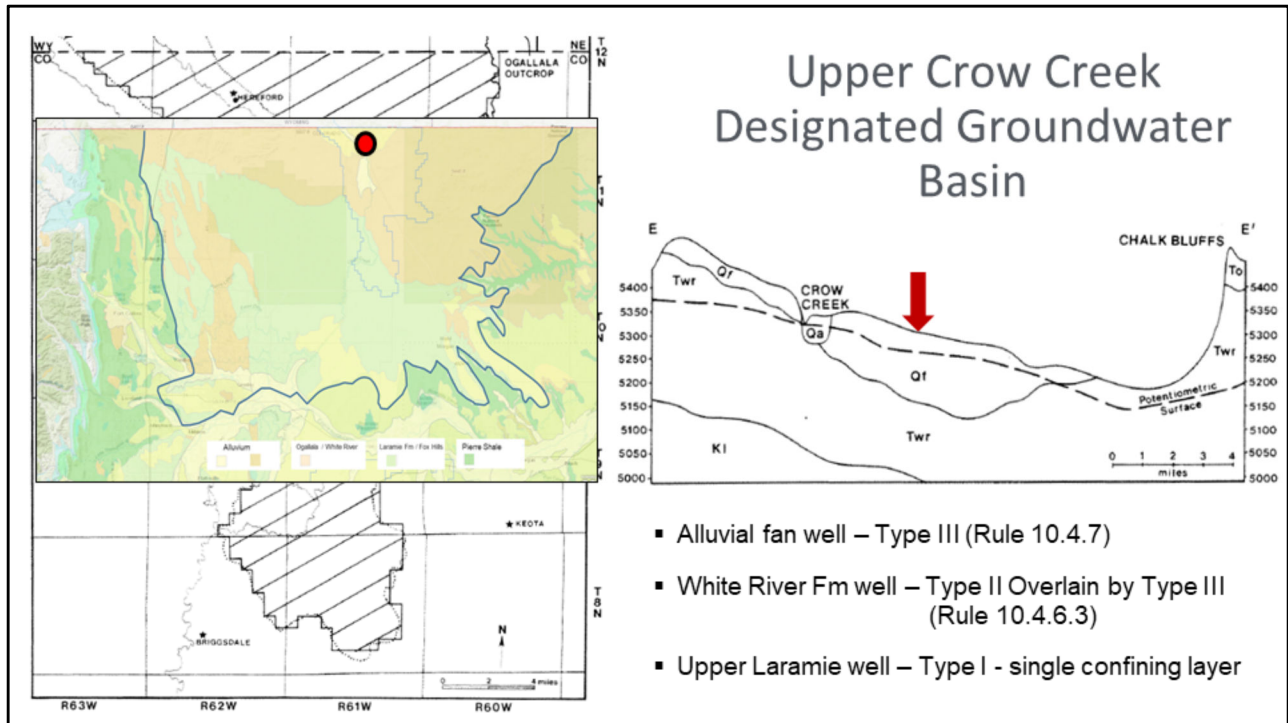 Upper Crow Creek
Designated Groundwater
Basin
WY
CO
NE
CO
T
12
N
OGALLALA
OUTCROP
HEREFORD
Alluvium
Ogallala / White River
Laramie Fm / Fox Hills
Pierre Shale
KEOTA
T
8
N
BRIGGSDALE
N
0 2 4 miles
R63W R62W R61W R60W
E E'
CHALK BLUFFS
To
Twr
Qf
CROW
CREEK
Qa
Twr
Qf
Twr
Kl
Potentiometric
Surface
5400
5350
5300
5200
5150
5100
5050
5000
5400
5350
5300
5250
5200
5150
5100
5050
5000
0 1 2 3 4
miles
▪ Alluvial fan well – Type III (Rule 10.4.7)
▪ White River Fm well – Type II Overlain by Type III
(Rule 10.4.6.3)
▪ Upper Laramie well – Type I - single confining layer